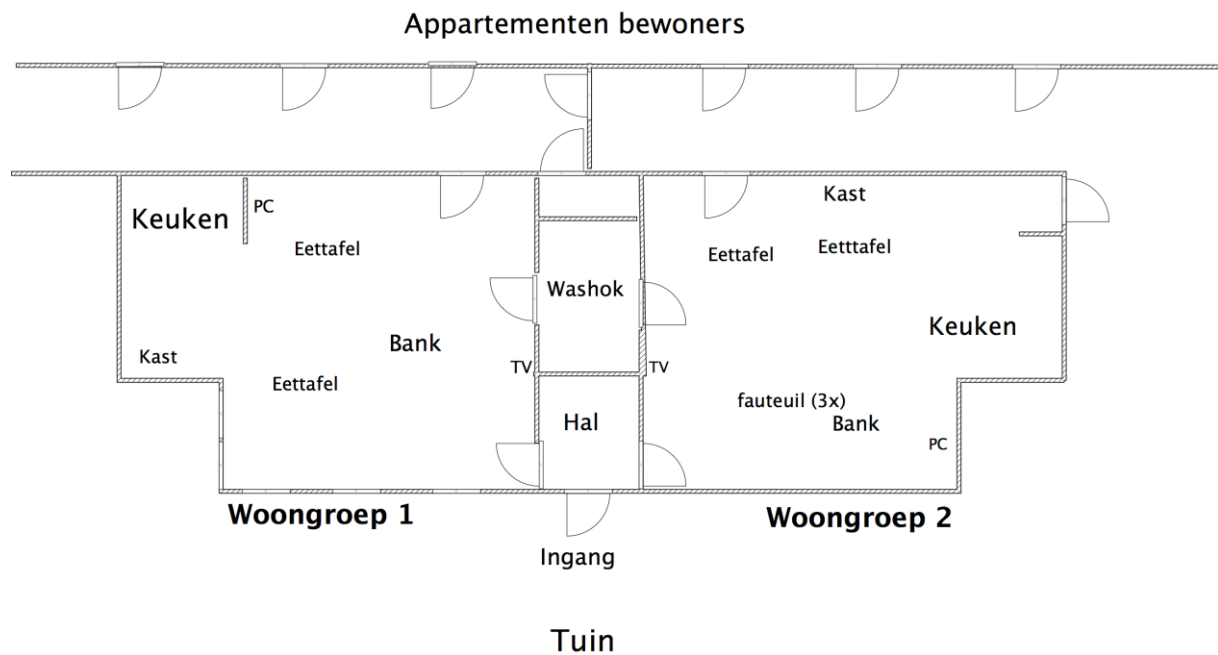 Appartementen bewoners
Keuken
PC
Kast
Eettafel
Eettafel
Eetttafel
Washok
Keuken
Bank
Kast
TV
TV
Eettafel
fauteuil (3x)
Hal
Bank
PC
Woongroep 1
Woongroep 2
Ingang
Tuin